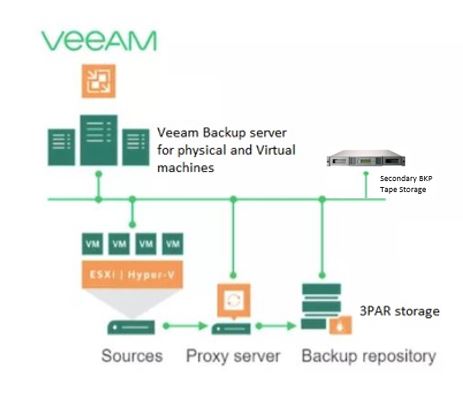 veeAM
Veeam Backup server
for physical and Virtual
machines
Secondary BKP
Tape Storage
VM VM VM VM
ESXi | Hyper-V
3PAR storage
Sources Proxy server Backup repository